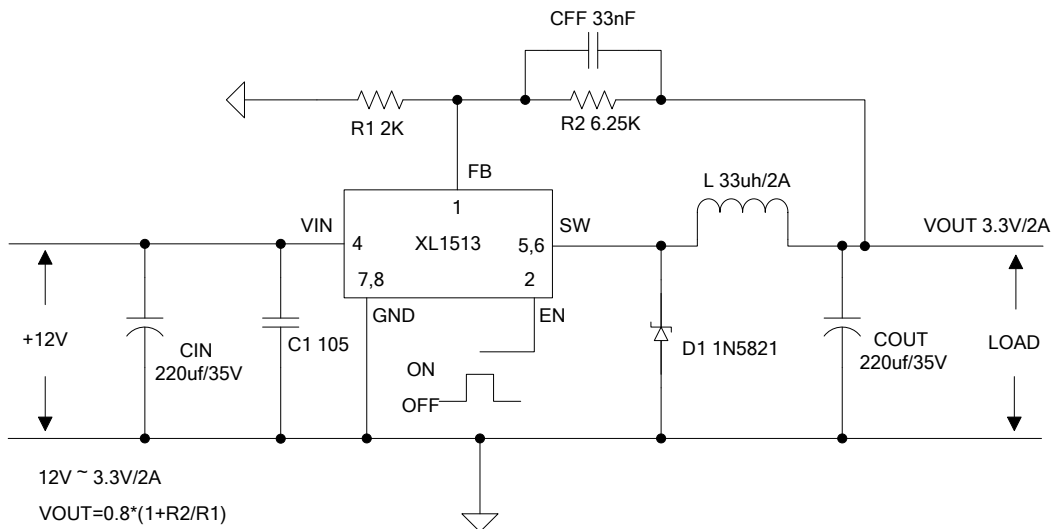 CFF 33nF
R1 2K
R2 6.25K
FB
L 33uh/2A
1
VIN
SW
VOUT 3.3V/2A
4
XL1513
5,6
7,8
2
GND
EN
+12V
CIN
220uf/35V
C1 105
D1 1N5821
COUT
220uf/35V
LOAD
ON
OFF
12V ~ 3.3V/2A
VOUT=0.8*(1+R2/R1)